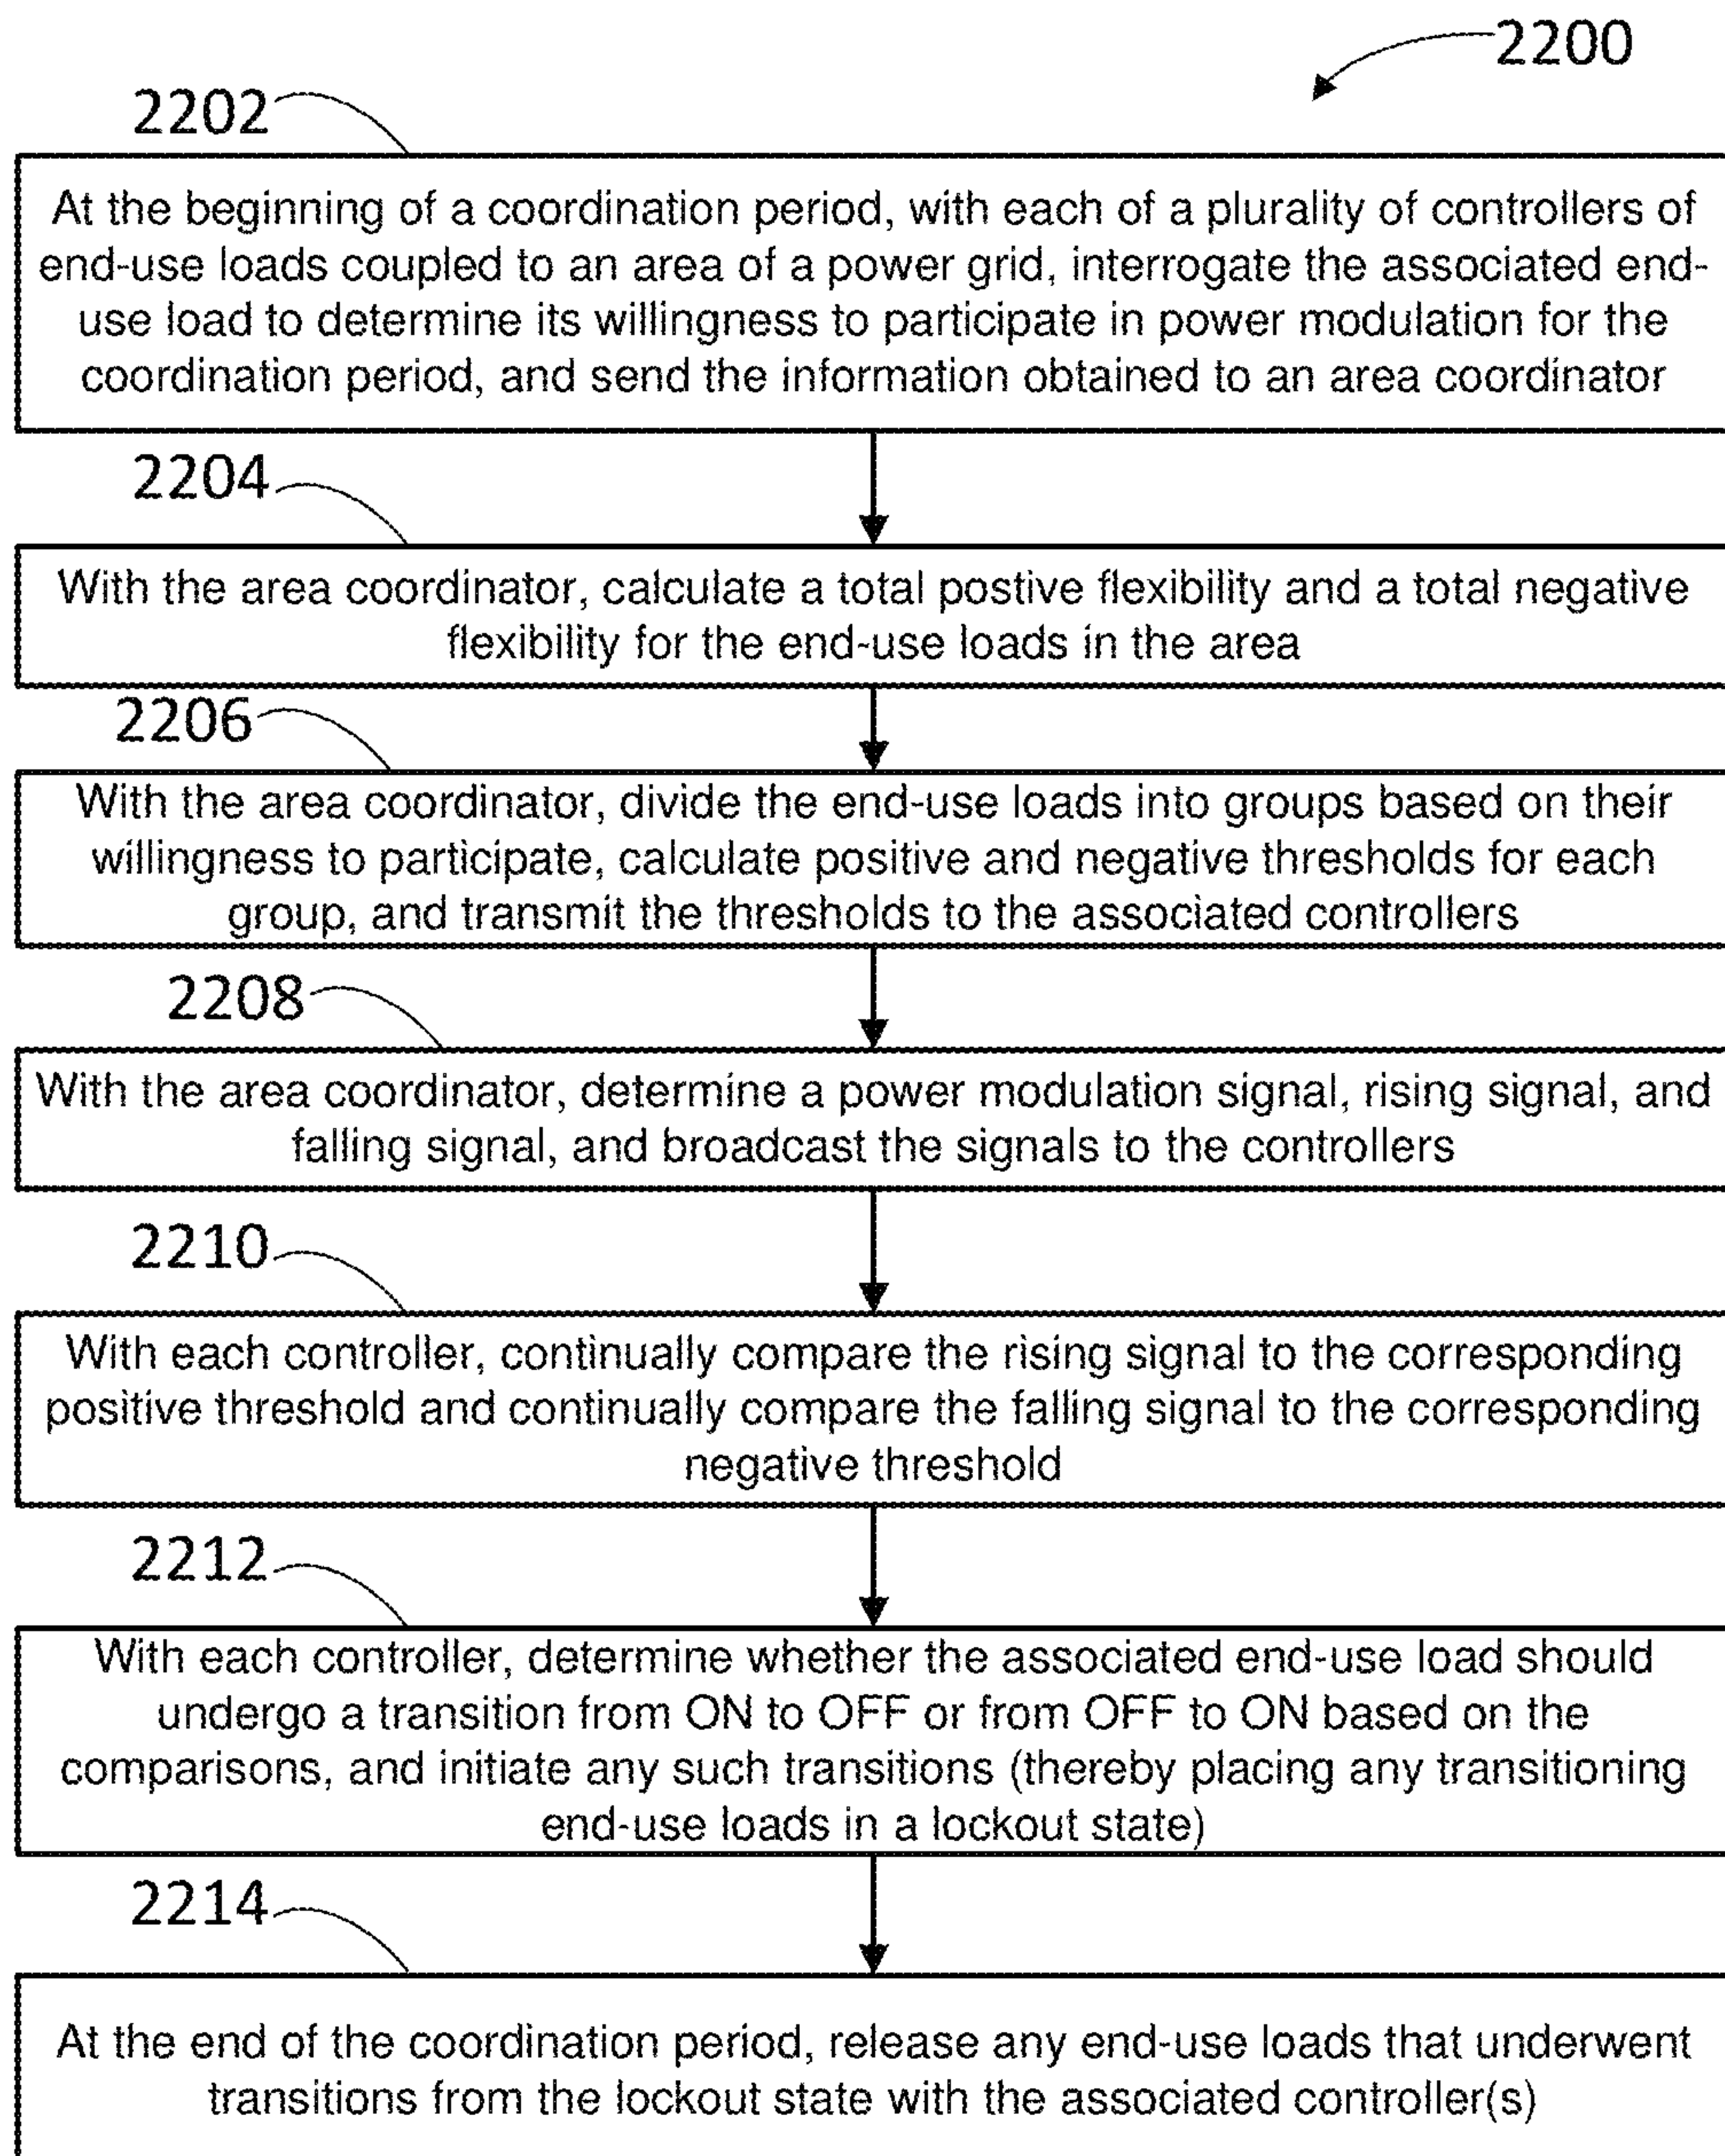 2200
2202
At the beginning of a coordination period, with each of a plurality of controllers of
end-use loads coupled to an area of a power grid, interrogate the associated end-
use load to determine its willingness to participate in power modulation for the
coordination period, and send the information obtained to an area coordinator
2204
With the area coordinator, calculate a total postive flexibility and a total negative
flexibility for the end-use loads in the area
2206
With the area coordinator, divide the end-use loads into groups based on their
willingness to participate, calculate positive and negative thresholds for each
group, and transmit the thresholds to the associated controllers
2208
With the area coordinator, determine a power modulation signal, rising signal, and
falling signal, and broadcast the signals to the controllers
2210
With each controller, continually compare the rising signal to the corresponding
positive threshold and continually compare the falling signal to the corresponding
negative threshold
2212
With each controller, determine whether the associated end-use load should
undergo a transition from ON to OFF or from OFF to ON based on the
comparisons, and initiate any such transitions (thereby placing any transitioning
end-use loads in a lockout state)
2214
At the end of the coordination period, release any end-use loads that underwent
transitions from the lockout state with the associated controller(s)